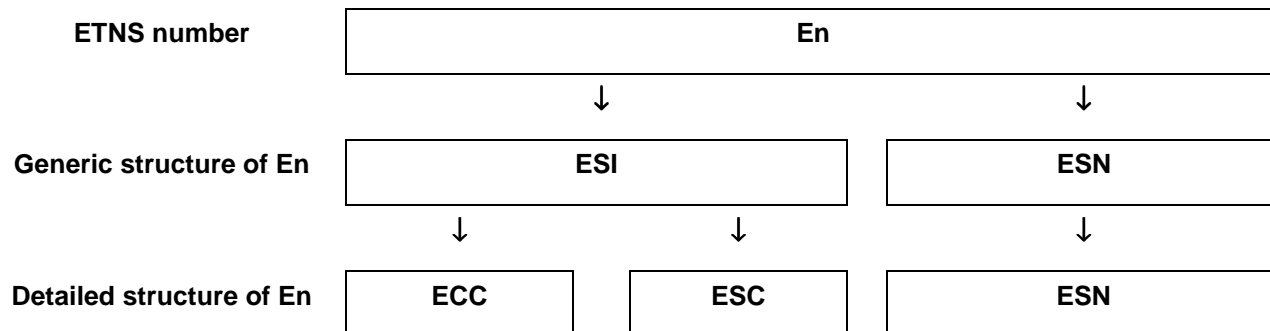 ETNS number En
↓ ↓
Generic structure of En ESI ESN
↓ ↓ ↓
Detailed structure of En ECC ESC ESN